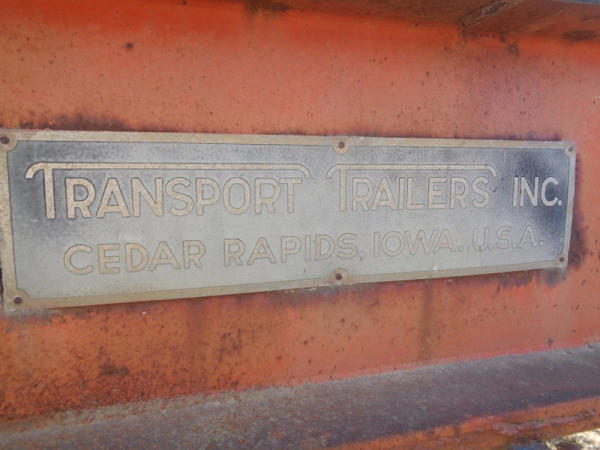 TRANSPORT TRAILERS INC.
CEDAR RAPIDS, IOWA. U.S.A.